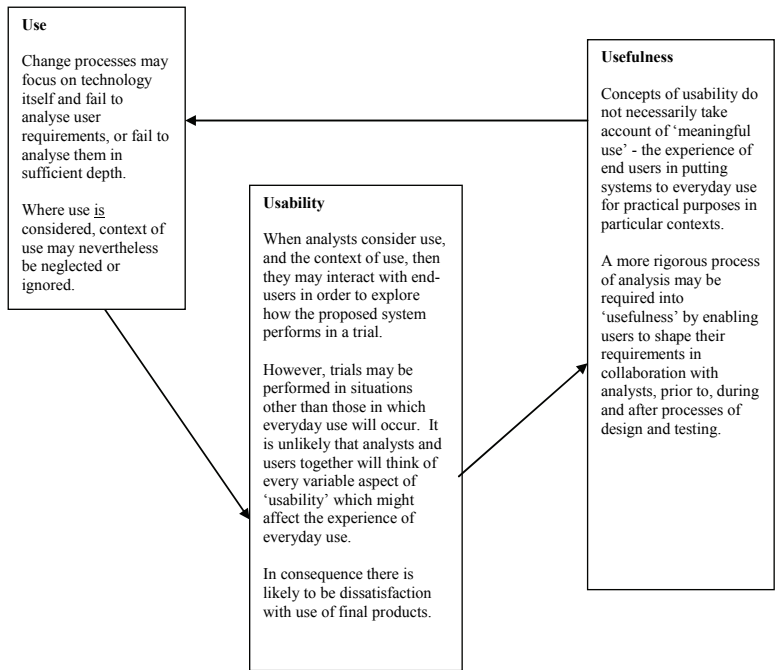 Use
Change processes may
focus on technology
itself and fail to
analyse user
requirements, or fail to
analyse them in
sufficient depth.
Where use is
considered, context of
use may nevertheless
be neglected or
ignored.
Usability
When analysts consider use,
and the context of use, then
they may interact with end-
users in order to explore
how the proposed system
performs in a trial.
However, trials may be
performed in situations
other than those in which
everyday use will occur.  It
is unlikely that analysts and
users together will think of
every variable aspect of
‘usability’ which might
affect the experience of
everyday use.
In consequence there is
likely to be dissatisfaction
with use of final products.
Usefulness
Concepts of usability do
not necessarily take
account of ‘meaningful
use’ - the experience of
end users in putting
systems to everyday use
for practical purposes in
particular contexts.
A more rigorous process
of analysis may be
required into
‘usefulness’ by enabling
users to shape their
requirements in
collaboration with
analysts, prior to, during
and after processes of
design and testing.